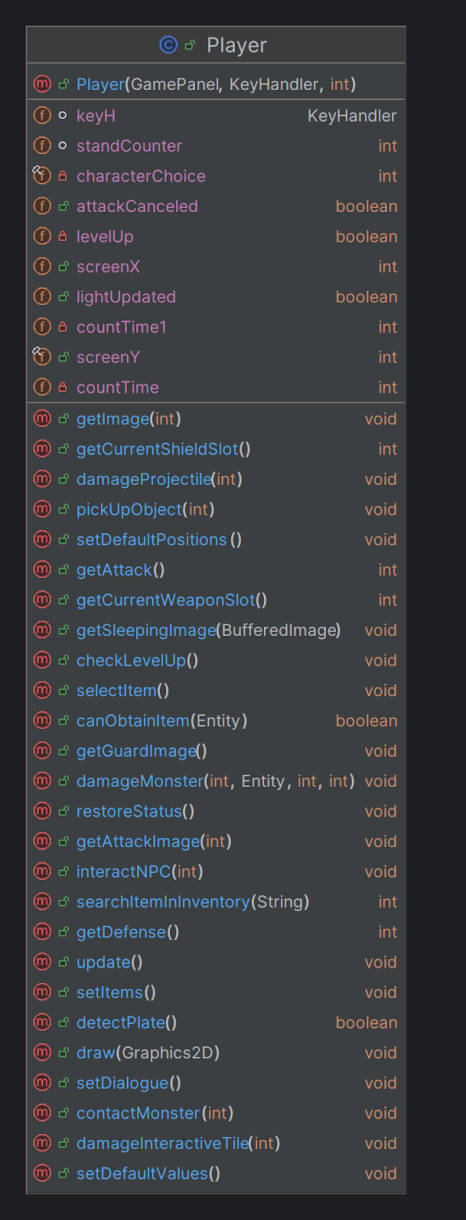 Player
Player(GamePanel, KeyHandler, int)
keyH KeyHandler
standCounter int
characterChoice int
attackCanceled boolean
levelUp boolean
screenX int
lightUpdated boolean
countTime1 int
screenY int
countTime int
getImage(int) void
getCurrentShieldSlot() int
damageProjectile(int) void
pickUpObject(int) void
setDefaultPositions() void
getAttack() int
getCurrentWeaponSlot() int
getSleepingImage(BufferedImage) void
checkLevelUp() void
selectItem() void
canObtainItem(Entity) boolean
getGuardImage() void
damageMonster(int, Entity, int, int) void
restoreStatus() void
getAttackImage(int) void
interactNPC(int) void
searchItemInInventory(String) int
getDefense() int
update() void
setItems() void
detectPlate() boolean
draw(Graphics2D) void
setDialogue() void
contactMonster(int) void
damageInteractiveTile(int) void
setDefaultValues() void